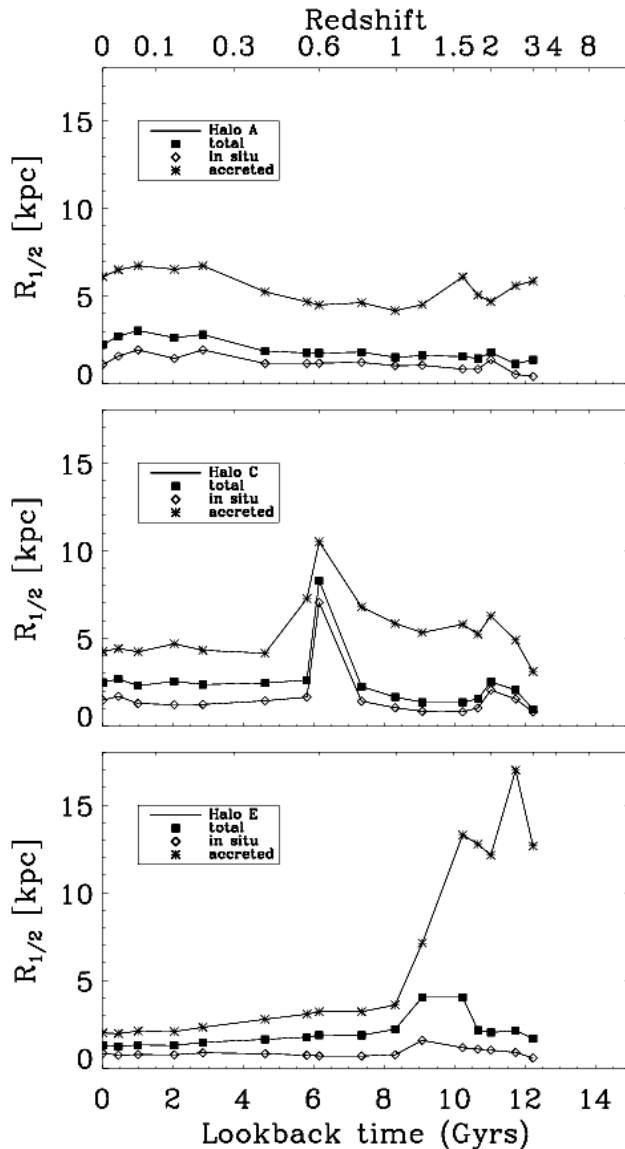 Redshift
0 0.1 0.3 0.6 1 1.5 2 3 4 8
15
10
5
0
R1/2 [kpc]
Halo A
total
in situ
accreted
15
10
5
0
R1/2 [kpc]
Halo C
total
in situ
accreted
15
10
5
0
R1/2 [kpc]
Halo E
total
in situ
accreted
0 2 4 6 8 10 12 14
Lookback time (Gyrs)